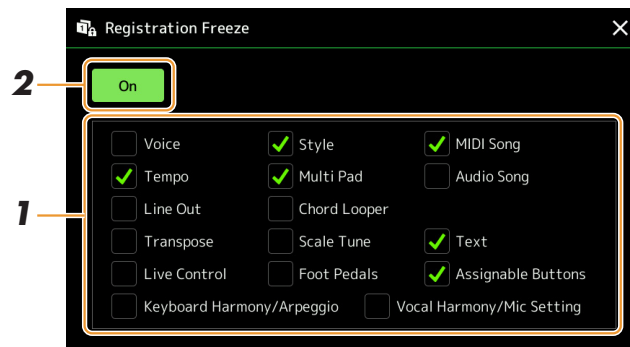 Registration Freeze
2
On
Voice Style MIDI Song
Tempo Multi Pad Audio Song
1
Line Out Chord Looper
Transpose Scale Tune Text
Live Control Foot Pedals Assignable Buttons
Keyboard Harmony/Arpeggio Vocal Harmony/Mic Setting